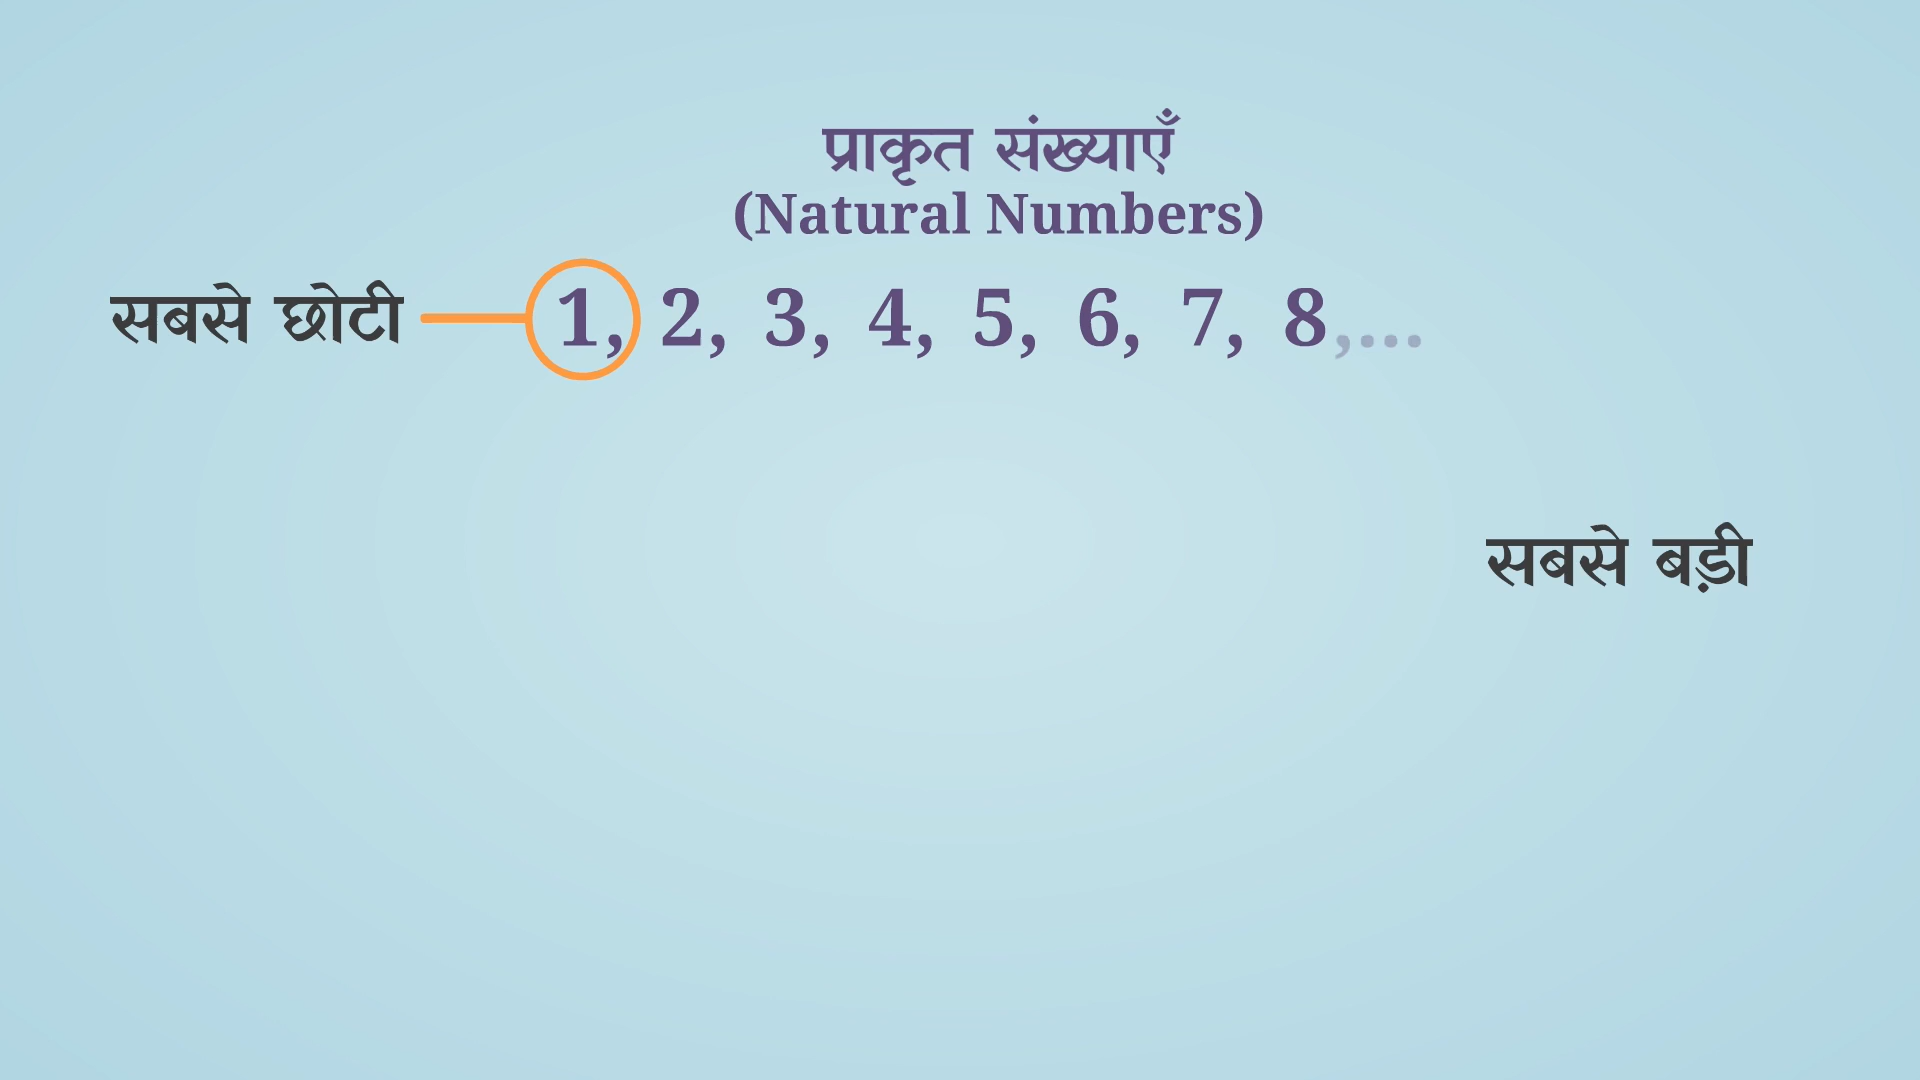 प्राकृत संख्याएँ
(Natural Numbers)
सबसे छोटी 1, 2, 3, 4, 5, 6, 7, 8,...
सबसे बड़ी